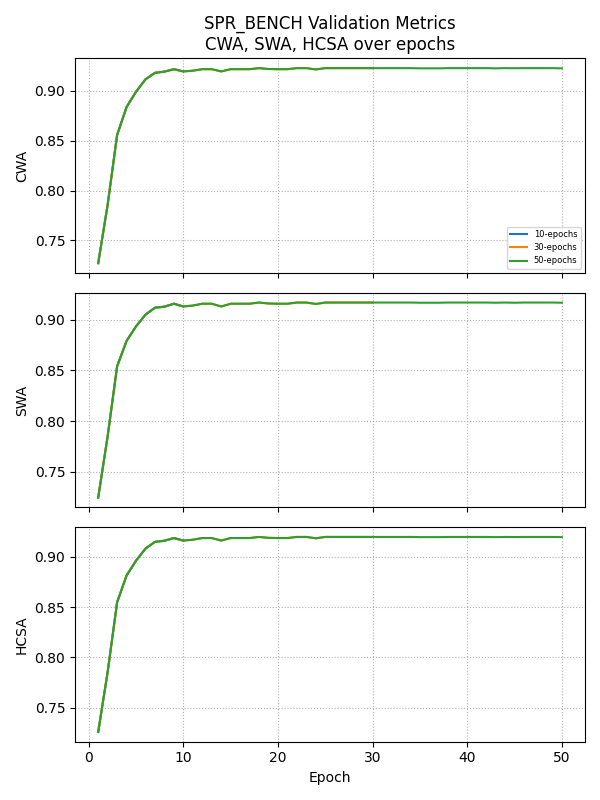 SPR_BENCH Validation Metrics
CWA, SWA, HCSA over epochs
0.90
0.85
0.80
0.75
CWA
10-epochs
30-epochs
50-epochs
0.90
0.85
0.80
0.75
SWA
0.90
0.85
0.80
0.75
HCSA
0 10 20 30 40 50
Epoch